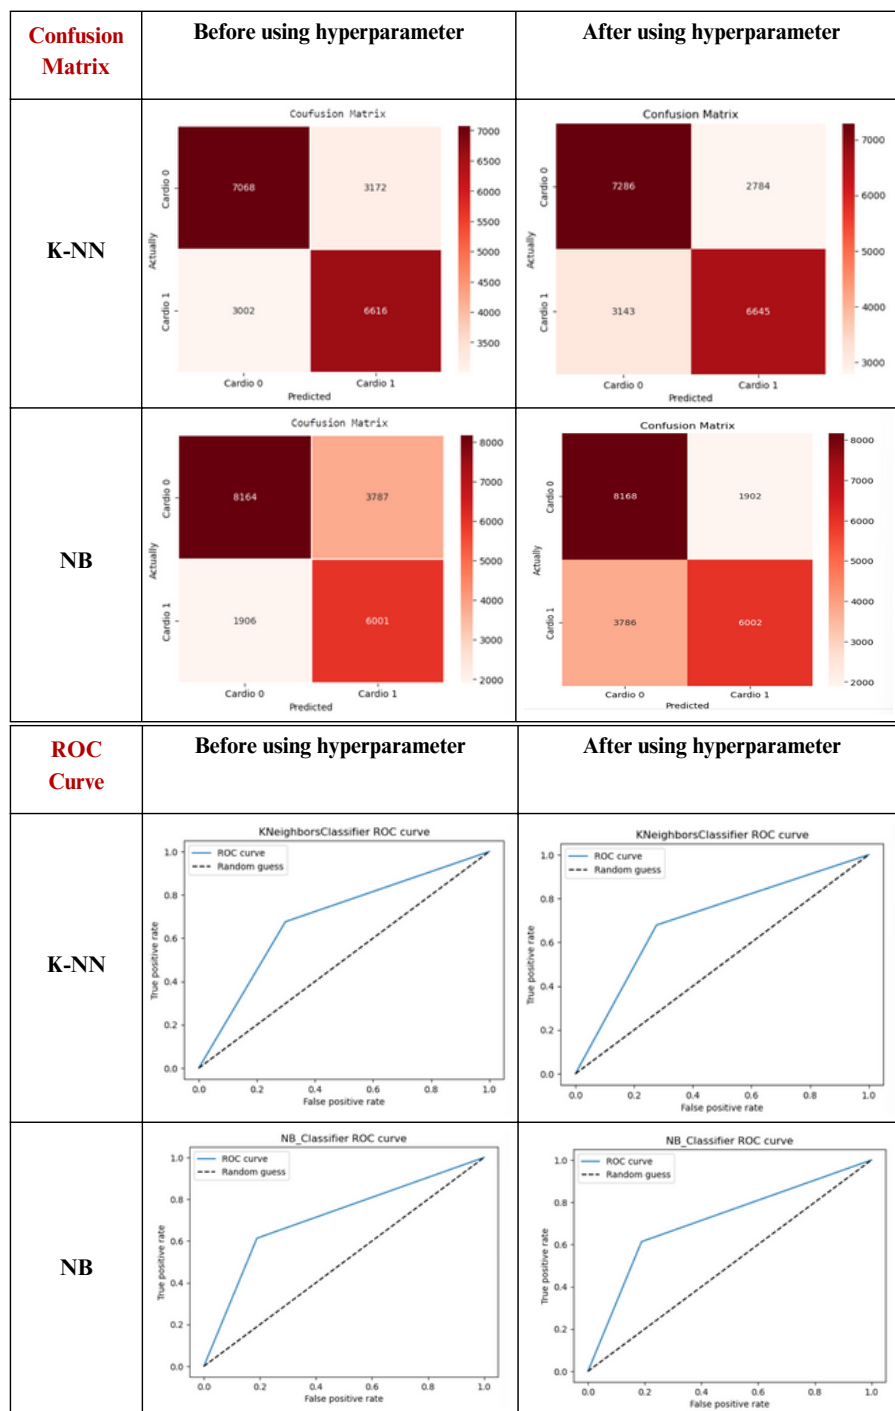 Confusion Matrix
Before using hyperparameter
After using hyperparameter
K-NN
Coufusion Matrix
Cardio 0
Cardio 1
Actually
7068
3172
3002
6616
Cardio 0
Cardio 1
Predicted
7000
6500
6000
5500
5000
4500
4000
3500
Confusion Matrix
Cardio 0
Cardio 1
Actually
7286
2784
3143
6645
Cardio 0
Cardio 1
Predicted
7000
6000
5000
4000
3000
NB
Coufusion Matrix
Cardio 0
Cardio 1
Actually
8164
3787
1906
6001
Cardio 0
Cardio 1
Predicted
8000
7000
6000
5000
4000
3000
2000
Confusion Matrix
Cardio 0
Cardio 1
Actually
8168
1902
3786
6002
Cardio 0
Cardio 1
Predicted
8000
7000
6000
5000
4000
3000
2000
ROC Curve
Before using hyperparameter
After using hyperparameter
K-NN
KNeighborsClassifier ROC curve
ROC curve
Random guess
True positive rate
1.0
0.8
0.6
0.4
0.2
0.0
0.0 0.2 0.4 0.6 0.8 1.0
False positive rate
KNeighborsClassifier ROC curve
ROC curve
Random guess
True positive rate
1.0
0.8
0.6
0.4
0.2
0.0
0.0 0.2 0.4 0.6 0.8 1.0
False positive rate
NB
NB_Classifier ROC curve
ROC curve
Random guess
True positive rate
1.0
0.8
0.6
0.4
0.2
0.0
0.0 0.2 0.4 0.6 0.8 1.0
False positive rate
NB_Classifier ROC curve
ROC curve
Random guess
True positive rate
1.0
0.8
0.6
0.4
0.2
0.0
0.0 0.2 0.4 0.6 0.8 1.0
False positive rate